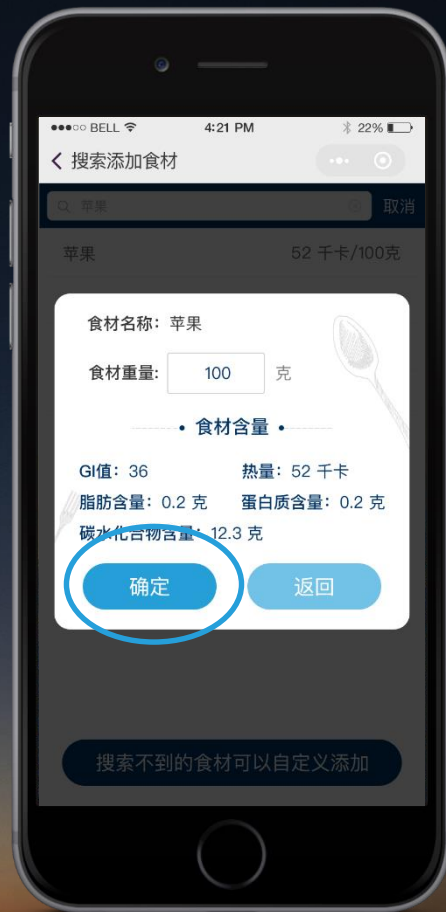 BELL 4:21 PM 22%
搜索添加食材
苹果 取消
苹果 52 千卡/100克
食材名称：苹果
食材重量: 100 克
• 食材含量 •
GI值：36 热量：52 千卡
脂肪含量：0.2 克 蛋白质含量：0.2 克
碳水化合物含量：12.3 克
确定 返回
搜索不到的食材可以自定义添加